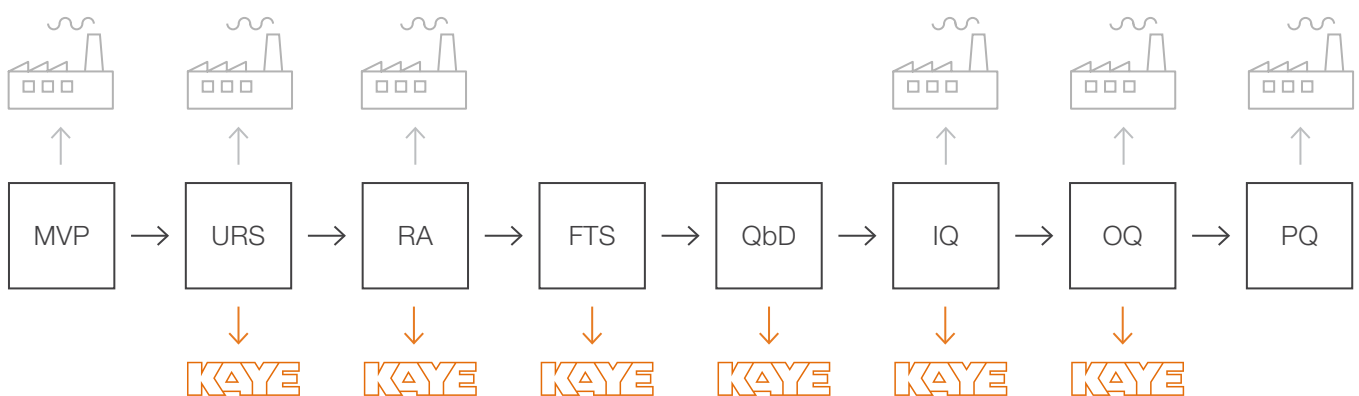 MVP URS RA FTS QbD IQ OQ PQ
KAYE KAYE KAYE KAYE KAYE KAYE